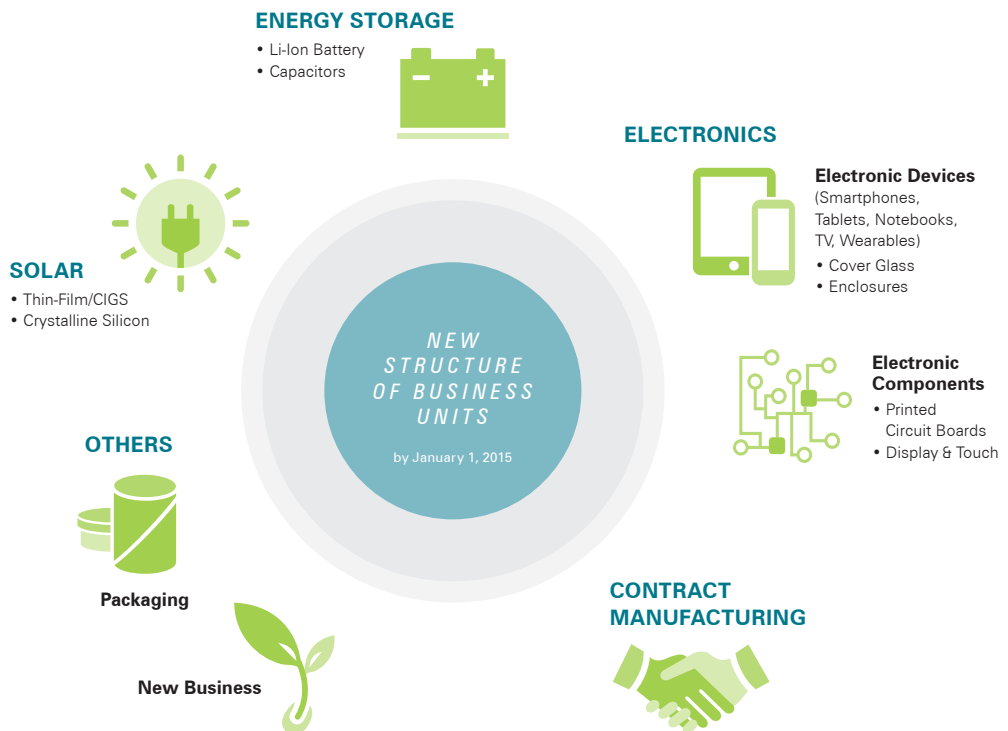 ENERGY STORAGE
• Li-Ion Battery
• Capacitors
ELECTRONICS
Electronic Devices
(Smartphones,
Tablets, Notebooks,
TV, Wearables)
• Cover Glass
• Enclosures
SOLAR
• Thin-Film/CIGS
• Crystalline Silicon
NEW
STRUCTURE
OF BUSINESS
UNITS
by January 1, 2015
Electronic
Components
• Printed
Circuit Boards
• Display & Touch
OTHERS
Packaging
New Business
CONTRACT
MANUFACTURING